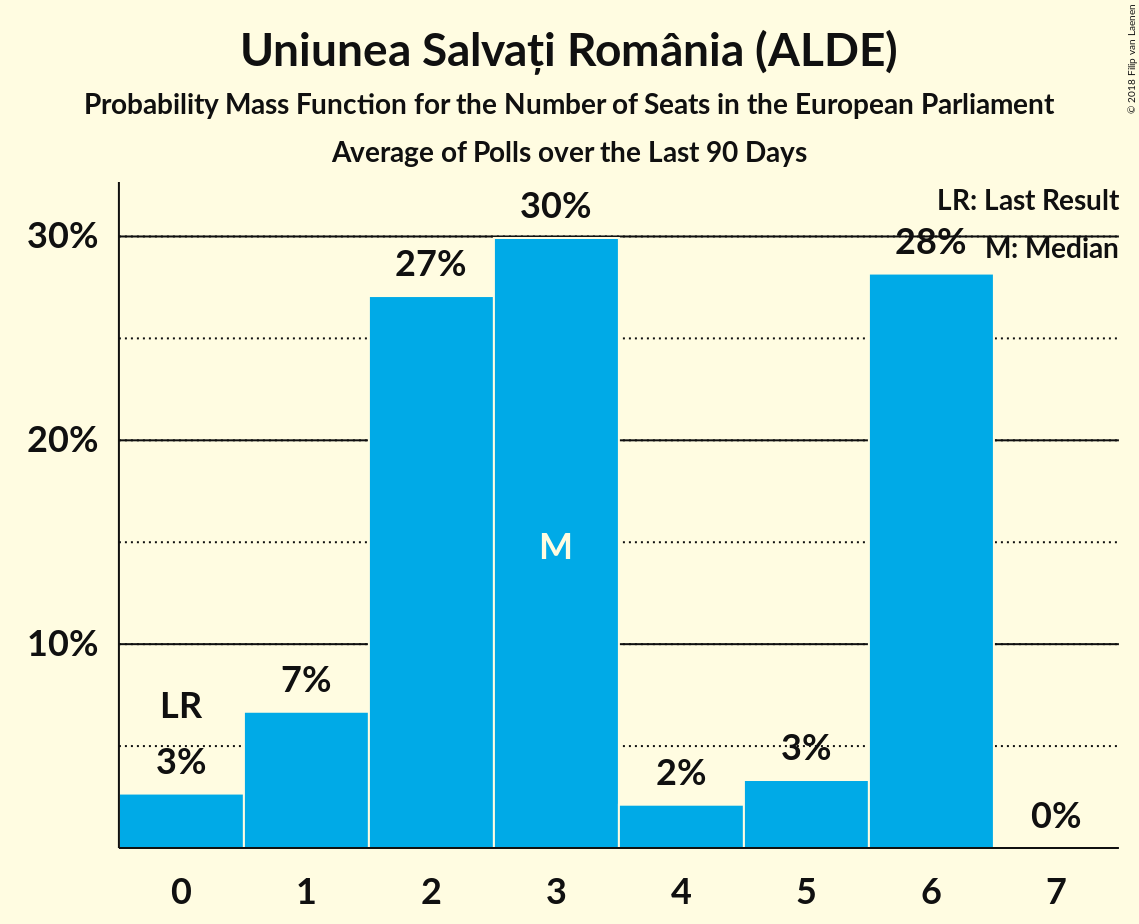 © 2018 Filip van Laenen
Uniunea Salvați România (ALDE)
Probability Mass Function for the Number of Seats in the European Parliament
Average of Polls over the Last 90 Days
LR: Last Result
M: Median
30%
20%
10%
LR
3%
7%
27%
30%
M
2%
3%
28%
0%
0 1 2 3 4 5 6 7